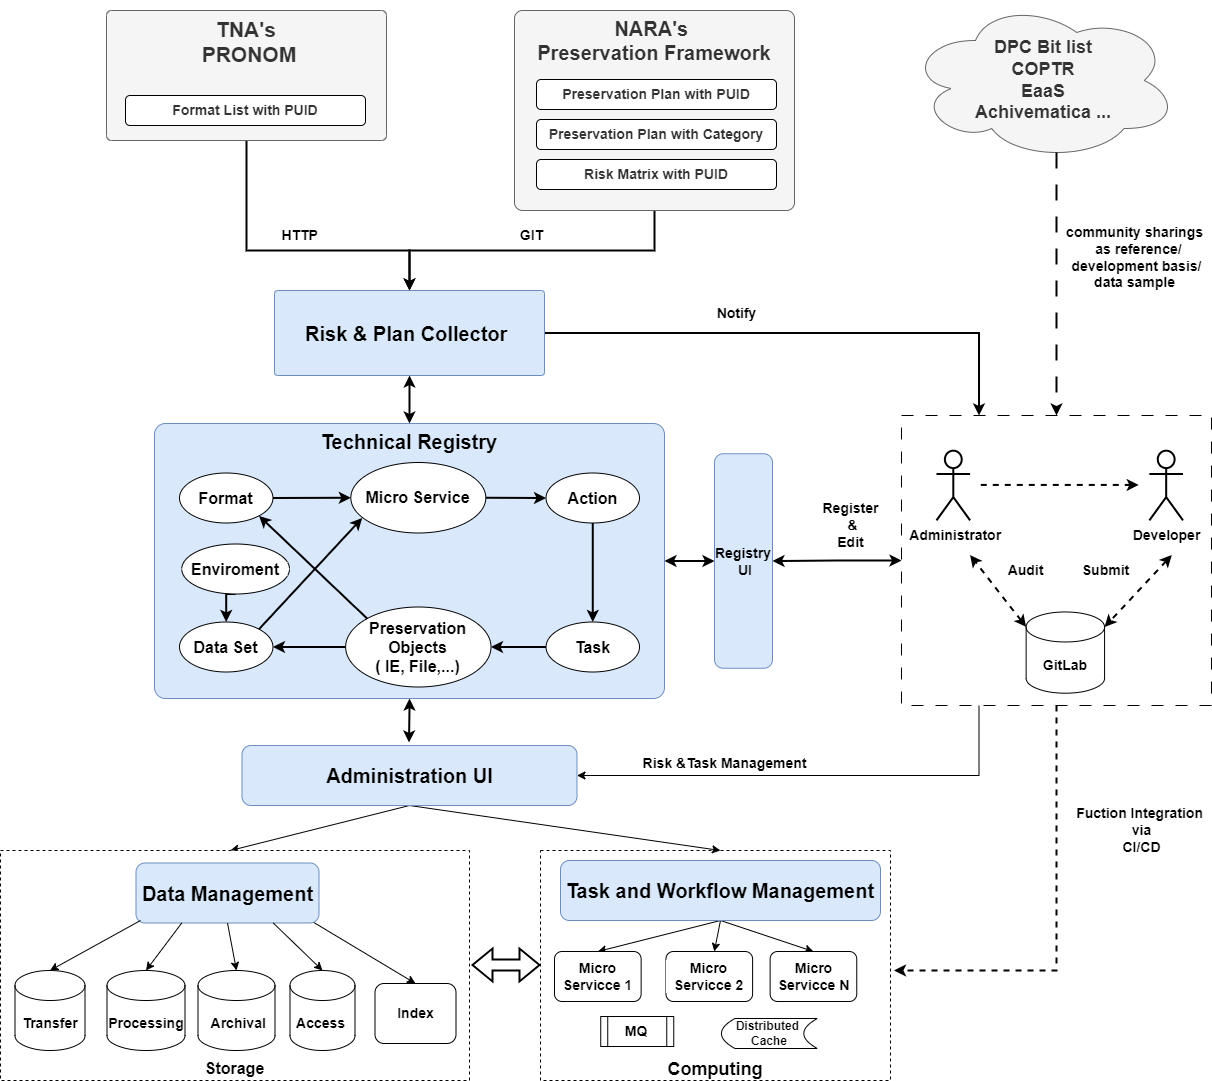 TNA's
PRONOM
Format List with PUID
NARA's
Preservation Framework
Preservation Plan with PUID
Preservation Plan with Category
Risk Matrix with PUID
DPC Bit list
COPTR
EaaS
Achivematica ...
HTTP
GIT
community sharings
as reference/
development basis/
data sample
Risk & Plan Collector
Notify
Technical Registry
Format
Micro Service
Action
Enviroment
Data Set
Preservation
Objects
( IE, File,...)
Task
Registry
UI
Register
&
Edit
Administrator
Developer
Audit
Submit
GitLab
Administration UI
Risk &Task Management
Fuction Integration
via
CI/CD
Data Management
Transfer
Processing
Archival
Access
Index
Storage
Task and Workflow Management
Micro
Servicce 1
Micro
Servicce 2
Micro
Servicce N
MQ
Distributed
Cache
Computing